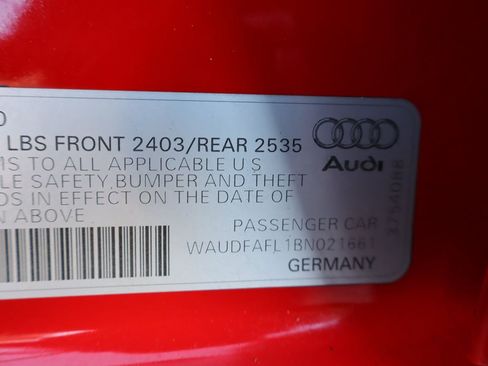 LBS FRONT 2403/REAR 2535
MS TO ALL APPLICABLE U S
LE SAFETY, BUMPER AND THEFT
DS IN EFFECT ON THE DATE OF
N ABOVE
Audi
PASSENGER CAR
WAUDFAFL1BN021661
GERMANY